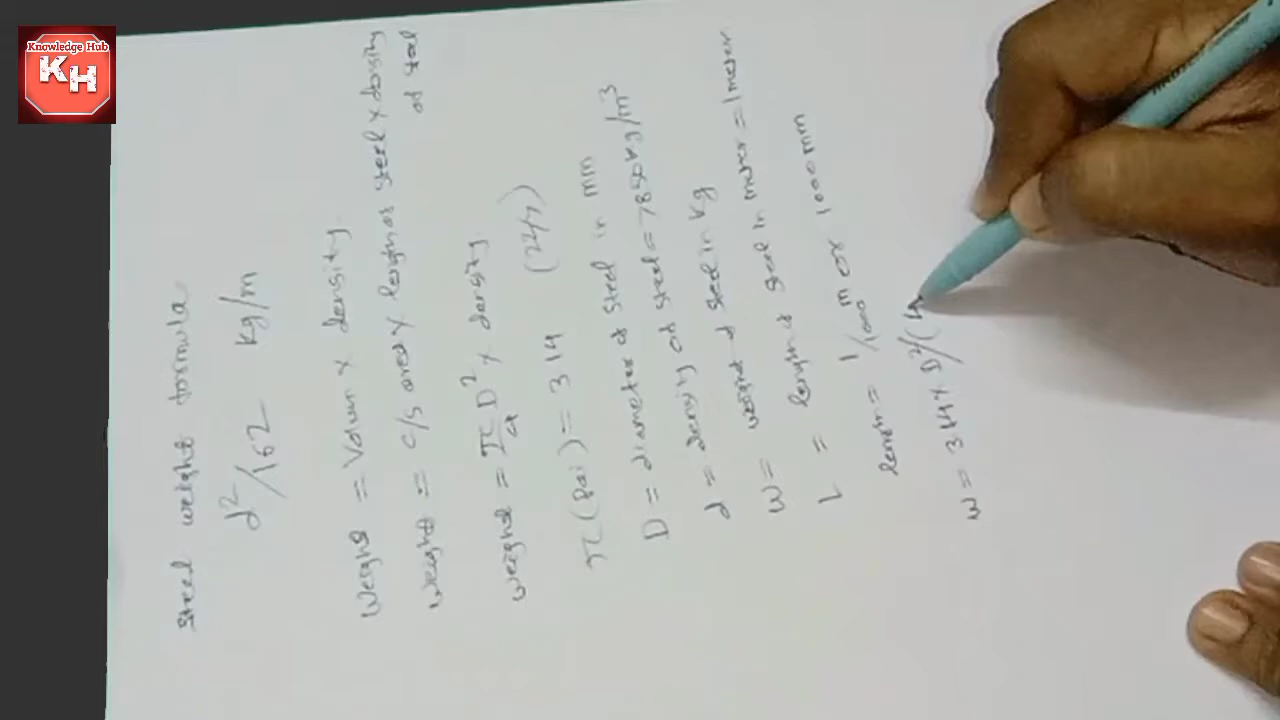 Knowledge Hub
KH
Steel weight formula
d²/162 kg/m
Weight = Volum x density
Weight = c/s area x length of steel x density
of steel
weight = π/4 D² x density
π (Pai) = 3.14 (22/7)
D = diameter of steel in mm
d = density of steel = 7850 kg/m³
W = weight of steel in kg
L = length of steel in meter = 1 meter
length = 1/1000 m or 1000 mm
W = 3.14 x D²/(4